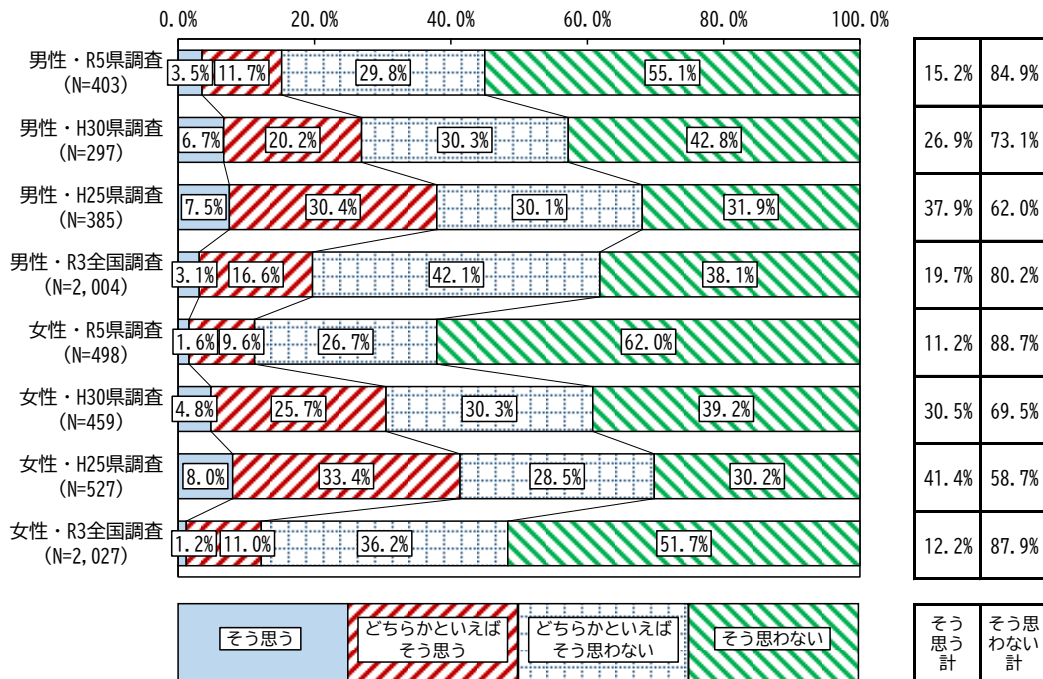 0.0% 20.0% 40.0% 60.0% 80.0% 100.0%
男性・R5県調査
(N=403)
3.5% 11.7% 29.8% 55.1% 15.2% 84.9%
男性・H30県調査
(N=297)
6.7% 20.2% 30.3% 42.8% 26.9% 73.1%
男性・H25県調査
(N=385)
7.5% 30.4% 30.1% 31.9% 37.9% 62.0%
男性・R3全国調査
(N=2,004)
3.1% 16.6% 42.1% 38.1% 19.7% 80.2%
女性・R5県調査
(N=498)
1.6% 9.6% 26.7% 62.0% 11.2% 88.7%
女性・H30県調査
(N=459)
4.8% 25.7% 30.3% 39.2% 30.5% 69.5%
女性・H25県調査
(N=527)
8.0% 33.4% 28.5% 30.2% 41.4% 58.7%
女性・R3全国調査
(N=2,027)
1.2% 11.0% 36.2% 51.7% 12.2% 87.9%
そう思う
どちらかといえば
そう思う
どちらかといえば
そう思わない
そう思わない
そう
思う
計
そう思
わない
計